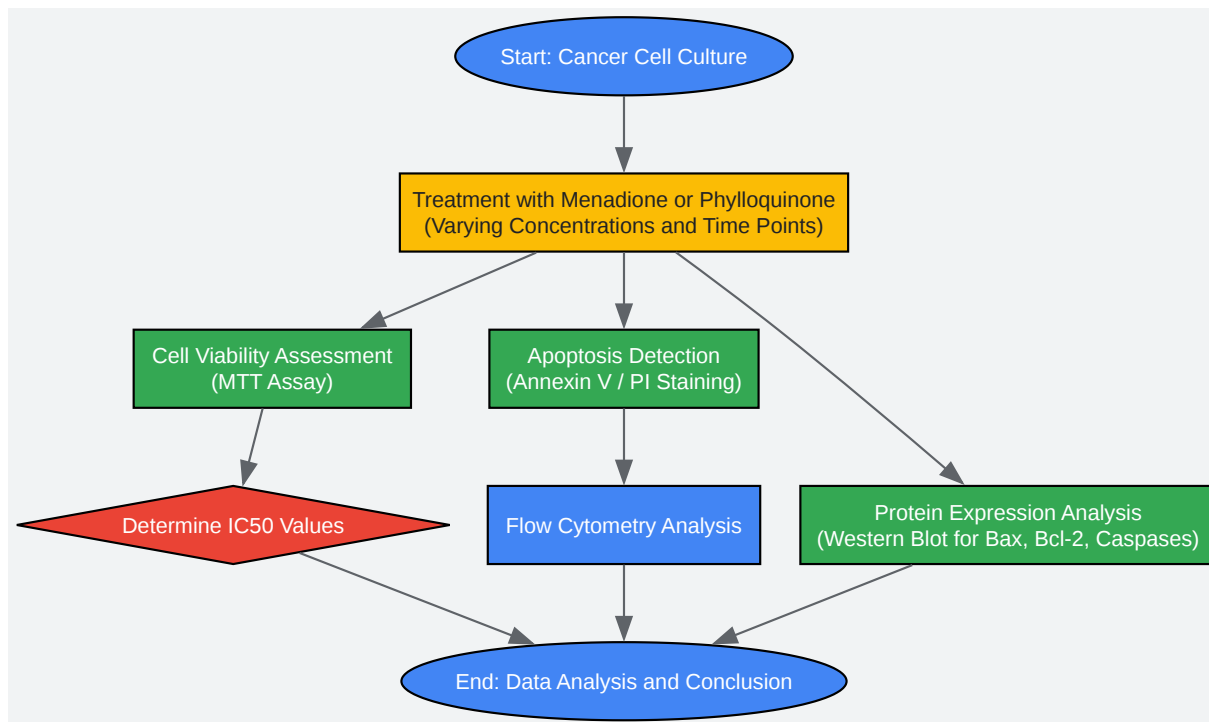 Start: Cancer Cell Culture
Treatment with Menadione or Phylloquinone
(Varying Concentrations and Time Points)
Cell Viability Assessment
(MTT Assay)
Apoptosis Detection
(Annexin V / PI Staining)
Determine IC50 Values
Flow Cytometry Analysis
Protein Expression Analysis
(Western Blot for Bax, Bcl-2, Caspases)
End: Data Analysis and Conclusion